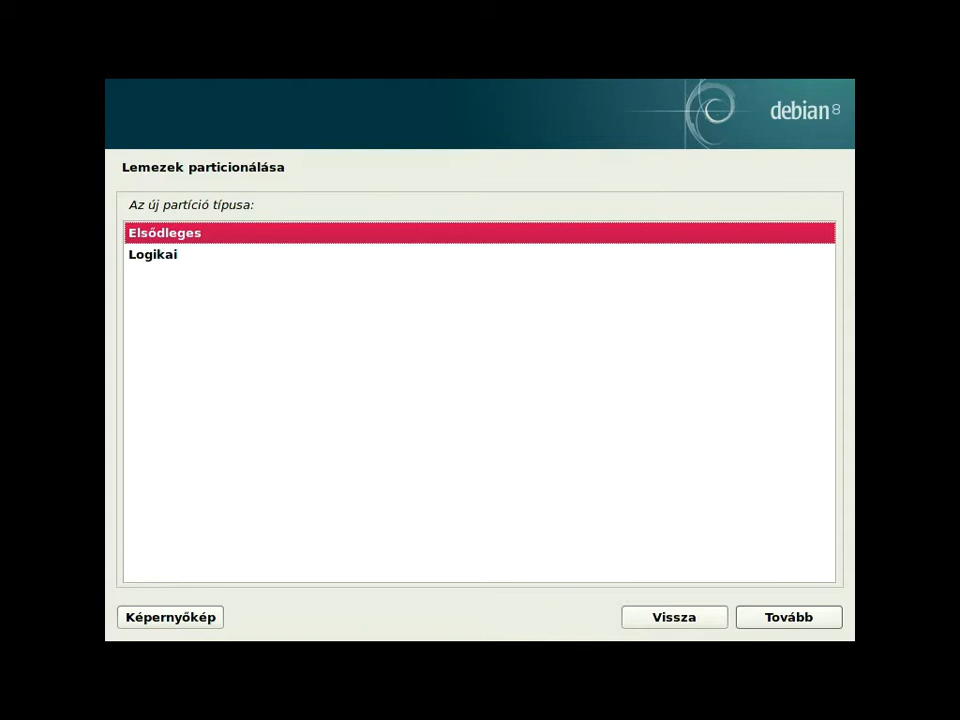 debian 8
Lemezek particionálása
Az új partíció típusa:
Elsődleges
Logikai
Képernyőkép
Vissza
Tovább